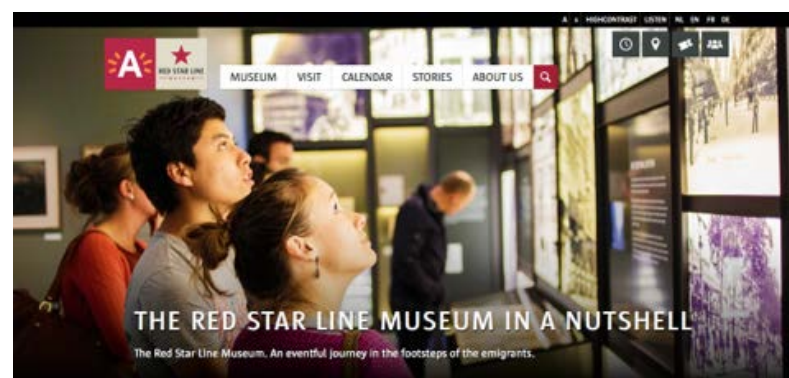 A A HIGHCONTRAST LISTEN NL EN FR DE
A RED STAR LINE
MUSEUM
MUSEUM VISIT CALENDAR STORIES ABOUT US
THE RED STAR LINE MUSEUM IN A NUTSHELL
The Red Star Line Museum. An eventful journey in the footsteps of the emigrants.